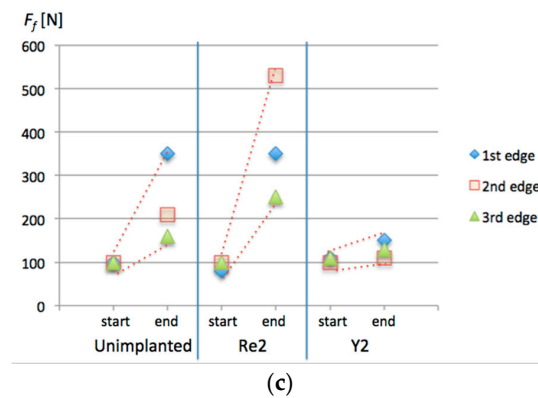 F_f [N]
600
500
400
300
200
100
0
start end start end start end
Unimplanted Re2 Y2
1st edge
2nd edge
3rd edge
(c)